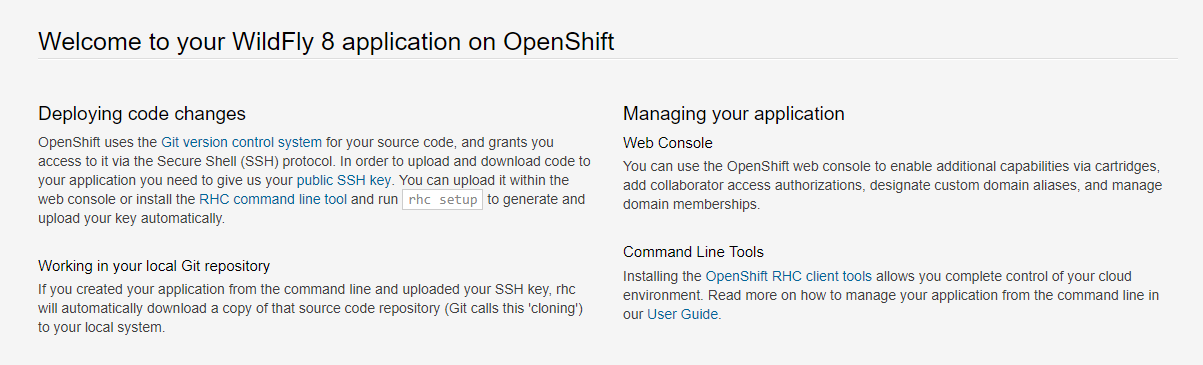 Welcome to your WildFly 8 application on OpenShift
Deploying code changes
OpenShift uses the Git version control system for your source code, and grants you
access to it via the Secure Shell (SSH) protocol. In order to upload and download code to
your application you need to give us your public SSH key. You can upload it within the
web console or install the RHC command line tool and run rhc setup to generate and
upload your key automatically.
Working in your local Git repository
If you created your application from the command line and uploaded your SSH key, rhc
will automatically download a copy of that source code repository (Git calls this 'cloning')
to your local system.
Managing your application
Web Console
You can use the OpenShift web console to enable additional capabilities via cartridges,
add collaborator access authorizations, designate custom domain aliases, and manage
domain memberships.
Command Line Tools
Installing the OpenShift RHC client tools allows you complete control of your cloud
environment. Read more on how to manage your application from the command line in
our User Guide.